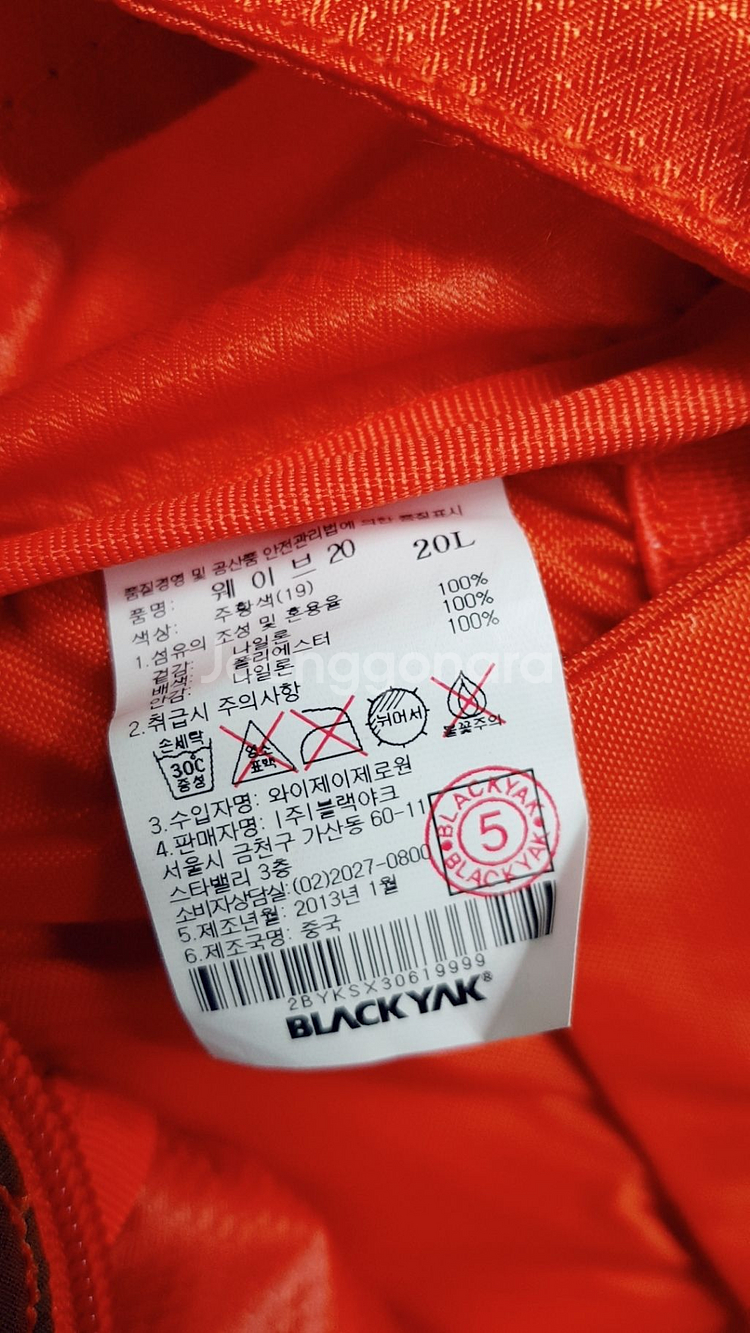 품질경영 및 공산품 안전관리법에 의한 품질표시
품명: 웨이브 20 20L
색상: 주황색(19)
1.섬유의 조성 및 혼용율
겉감: 나일론 100%
배색: 폴리에스터 100%
안감: 나일론 100%
Joonggonara
2.취급시 주의사항
손세탁
30℃
중성
염소
표백
뉘어서
불꽃주의
3.수입자명: 와이제이제로원
4.판매자명: (주)블랙야크
서울시 금천구 가산동 60-11
스타밸리 3층
소비자상담실:(02)2027-0800
5.제조년월: 2013년 1월
6.제조국명: 중국
BLACKYAK
5
BLACKYAK
2BYKSX30619999
BLACKYAK®